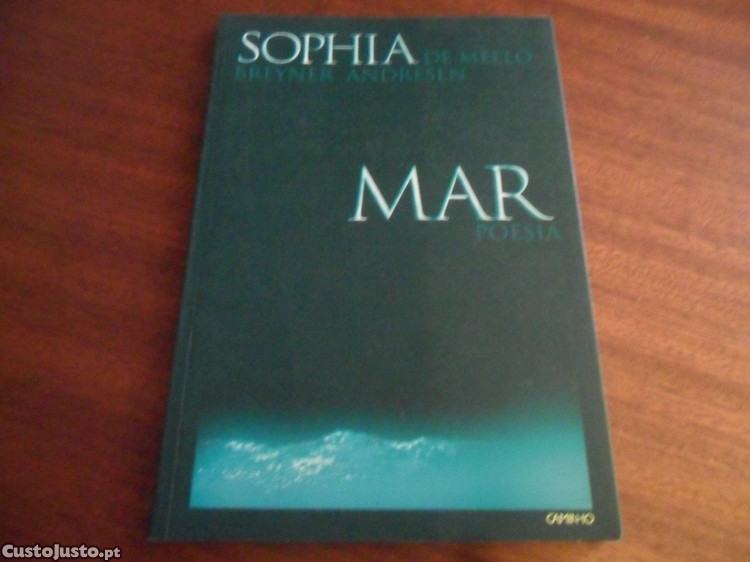 SOPHIA DE MELLO
BREYNER ANDRESEN
MAR
POESIA
CAMINHO
CustoJusto.pt